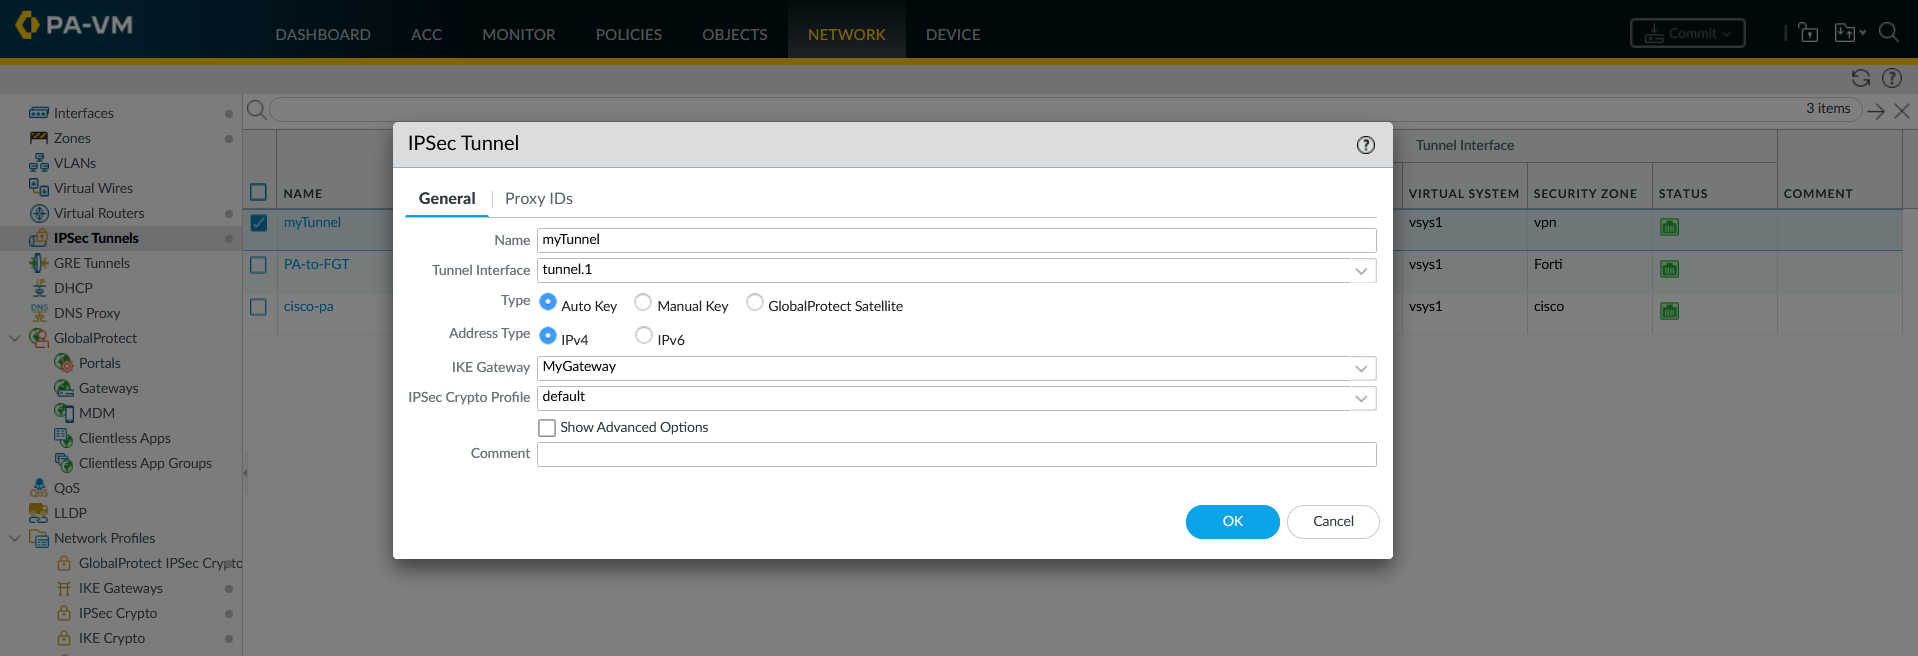 PA-VM
DASHBOARD ACC MONITOR POLICIES OBJECTS NETWORK DEVICE
Commit
Interfaces
Zones
VLANs
Virtual Wires
Virtual Routers
IPSec Tunnels
GRE Tunnels
DHCP
DNS DNS Proxy
GlobalProtect
Portals
Gateways
MDM
Clientless Apps
Clientless App Groups
QoS QoS
LLDP
Network Profiles
GlobalProtect IPSec Crypto
IKE Gateways
IPSec Crypto
IKE Crypto
3 items
Tunnel Interface
NAME VIRTUAL SYSTEM SECURITY ZONE STATUS COMMENT
myTunnel vsys1 vpn
PA-to-FGT vsys1 Forti
cisco-pa vsys1 cisco
IPSec Tunnel
General Proxy IDs
Name myTunnel
Tunnel Interface tunnel.1
Type Auto Key Manual Key GlobalProtect Satellite
Address Type IPv4 IPv6
IKE Gateway MyGateway
IPSec Crypto Profile default
Show Advanced Options
Comment
OK Cancel